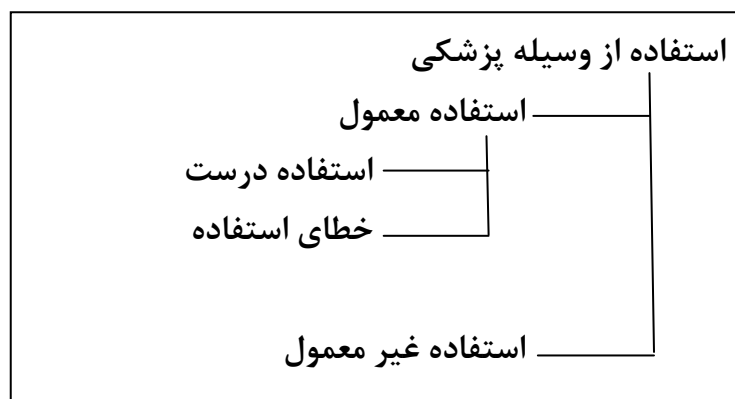 استفاده از وسیله پزشکی
استفاده معمول
استفاده درست
خطای استفاده
استفاده غیر معمول